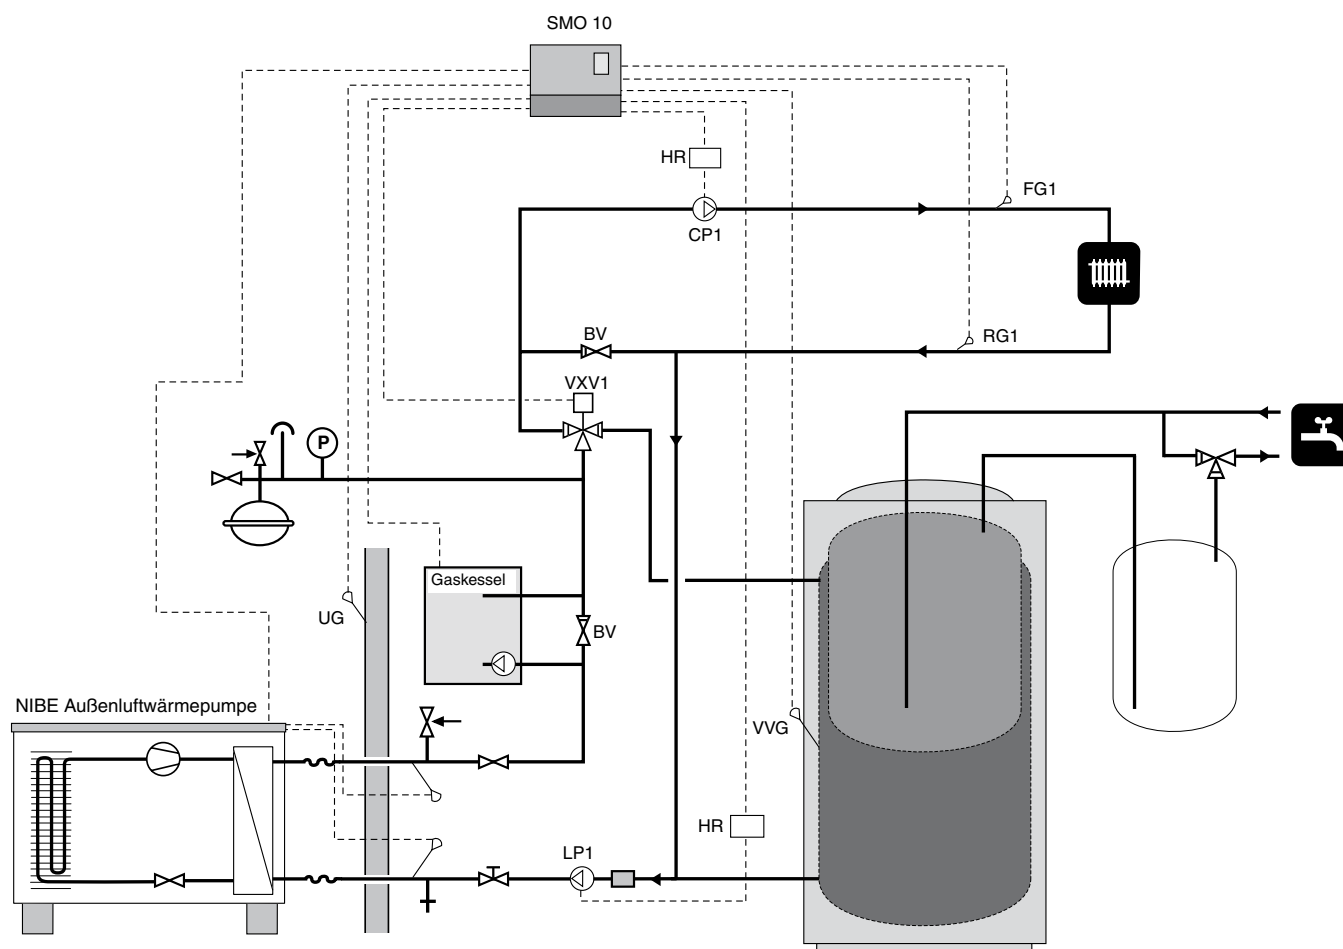 SMO 10
HR
FG1
CP1
BV
RG1
VXV1
P
Gaskessel
UG
BV
NIBE Außenluftwärmepumpe
VVG
HR
LP1